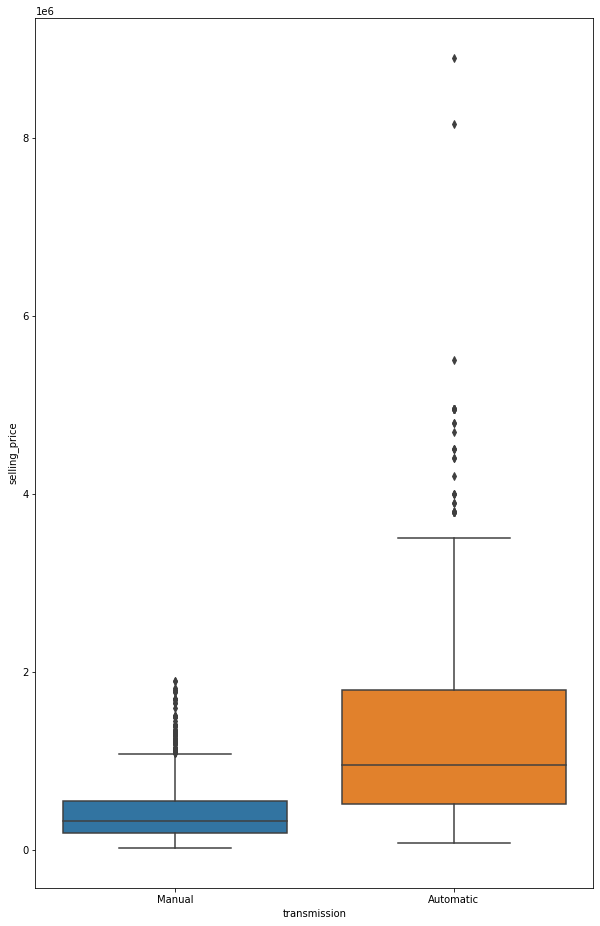 1e6
8
6
4
2
0
selling_price
Manual
Automatic
transmission